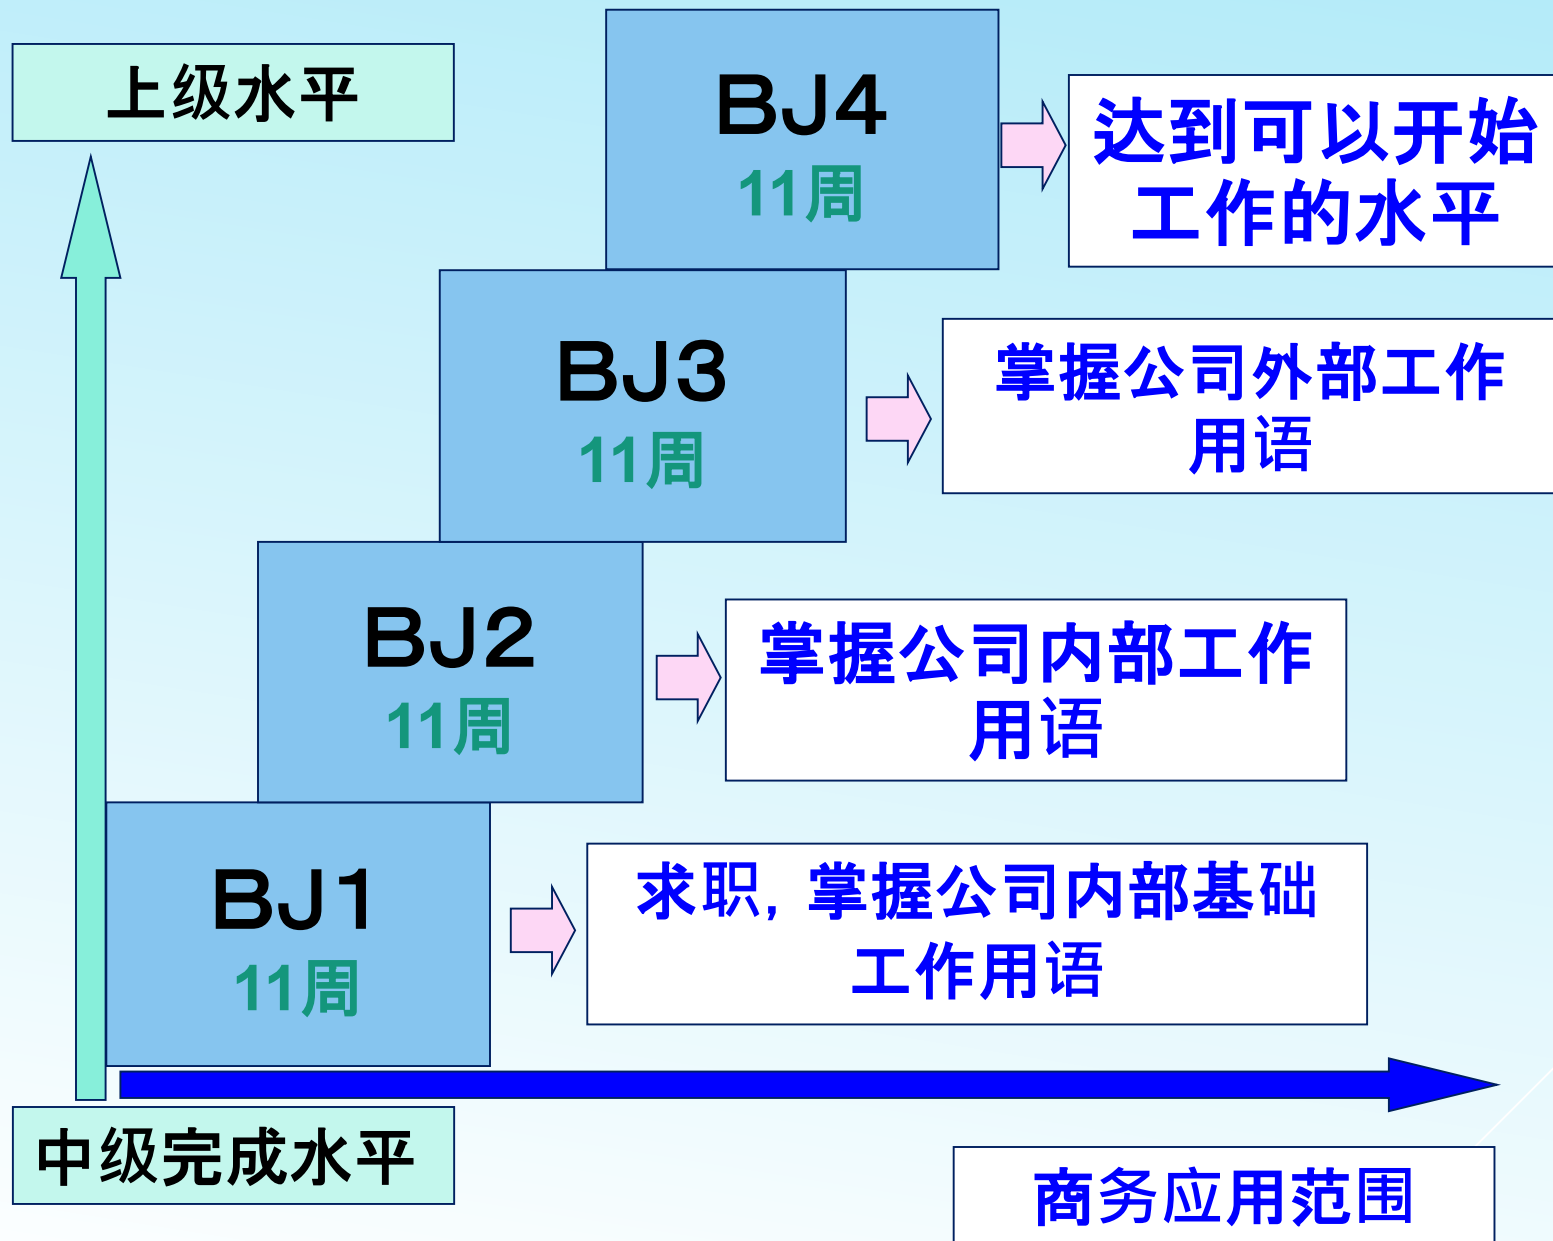 上级水平
BJ4
11周
达到可以开始
工作的水平
BJ3
11周
掌握公司外部工作
用语
BJ2
11周
掌握公司内部工作
用语
BJ1
11周
求职, 掌握公司内部基础
工作用语
中级完成水平
商务应用范围